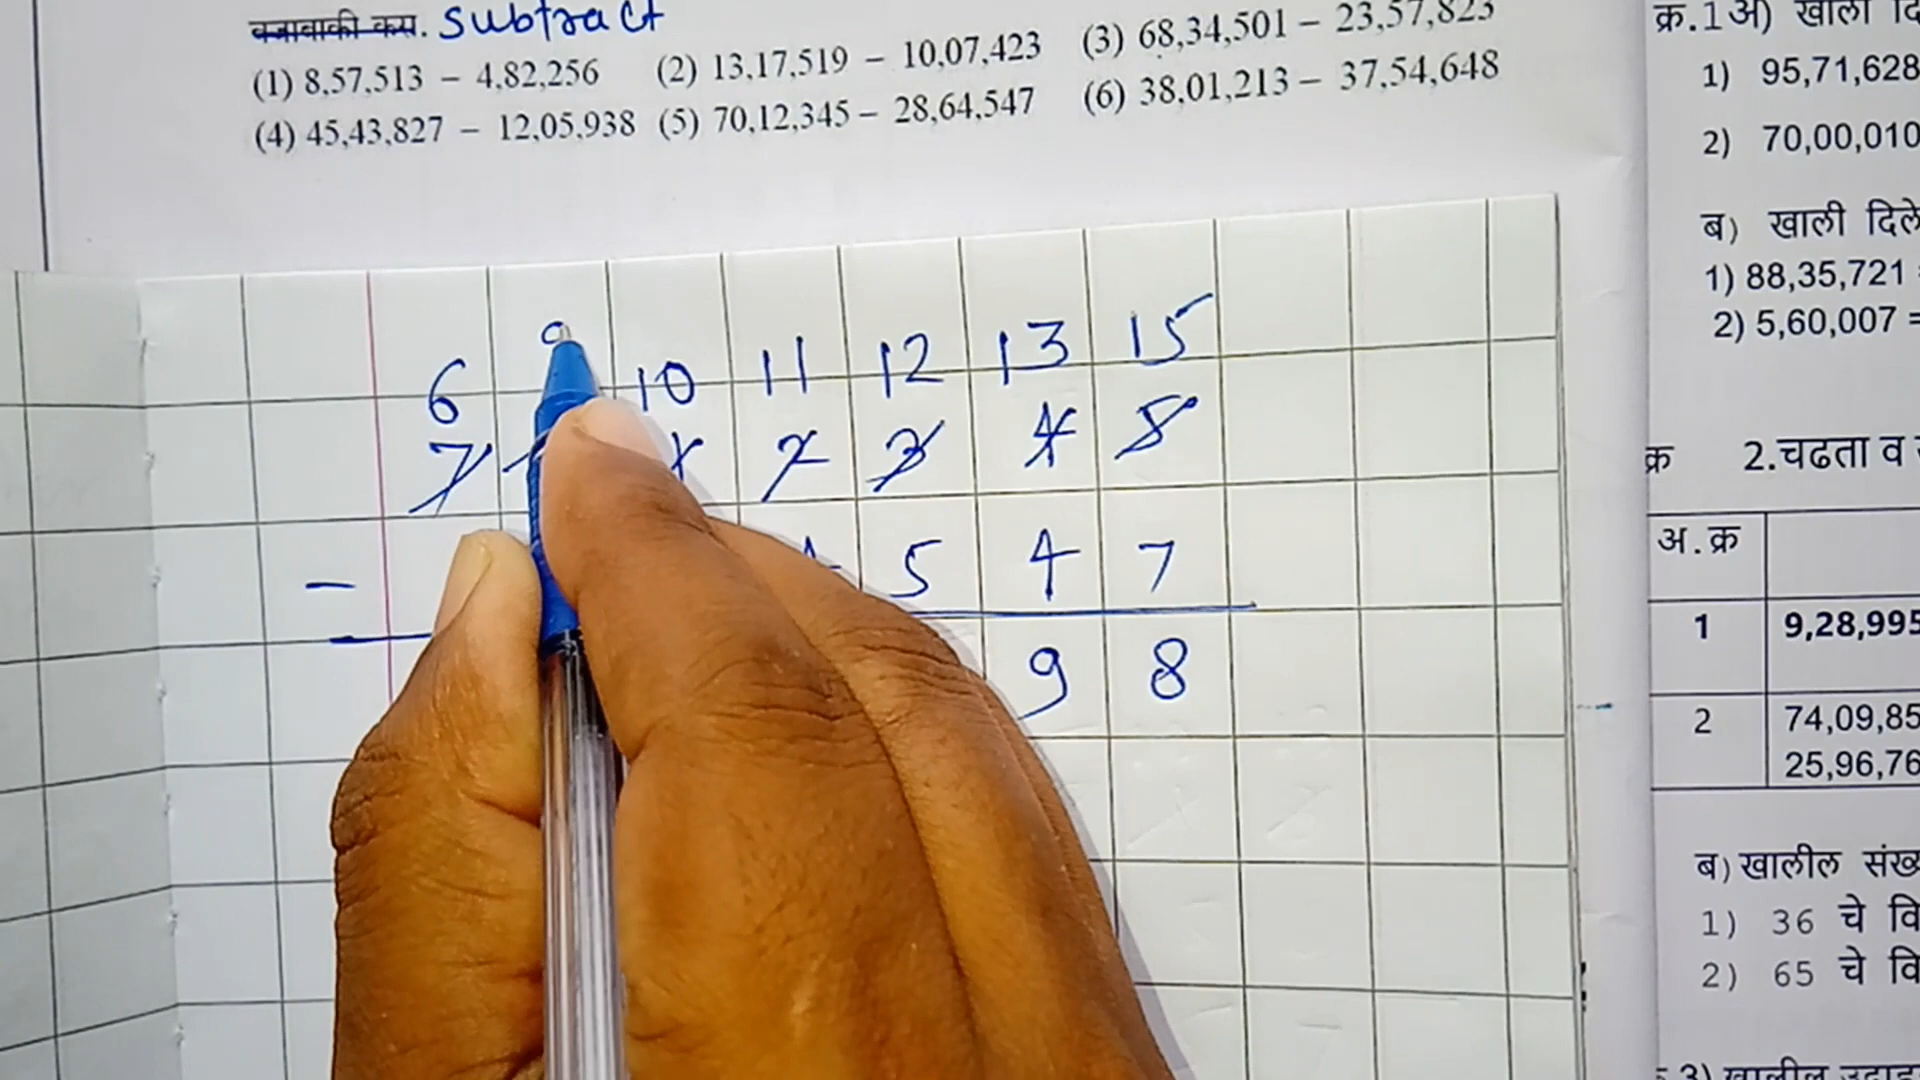 वजाबाकी करा. Subtract
(1) 8,57,513 – 4,82,256 (2) 13,17,519 – 10,07,423 (3) 68,34,501 – 23,57,823
(4) 45,43,827 – 12,05,938 (5) 70,12,345 – 28,64,547 (6) 38,01,213 – 37,54,648
6 9 10 11 12 13 15
7 1 2 3 4 5
– 5 4 7
9 8
क्र.1अ) खाली
1) 95,71,628
2) 70,00,010
ब) खाली दिले
1) 88,35,721 =
2) 5,60,007 =
क्र 2.चढता व
अ.क्र
1 9,28,995
2 74,09,85
25,96,76
ब) खालील संख्
1) 36 चे वि
2) 65 चे वि
3) खालील उदाह